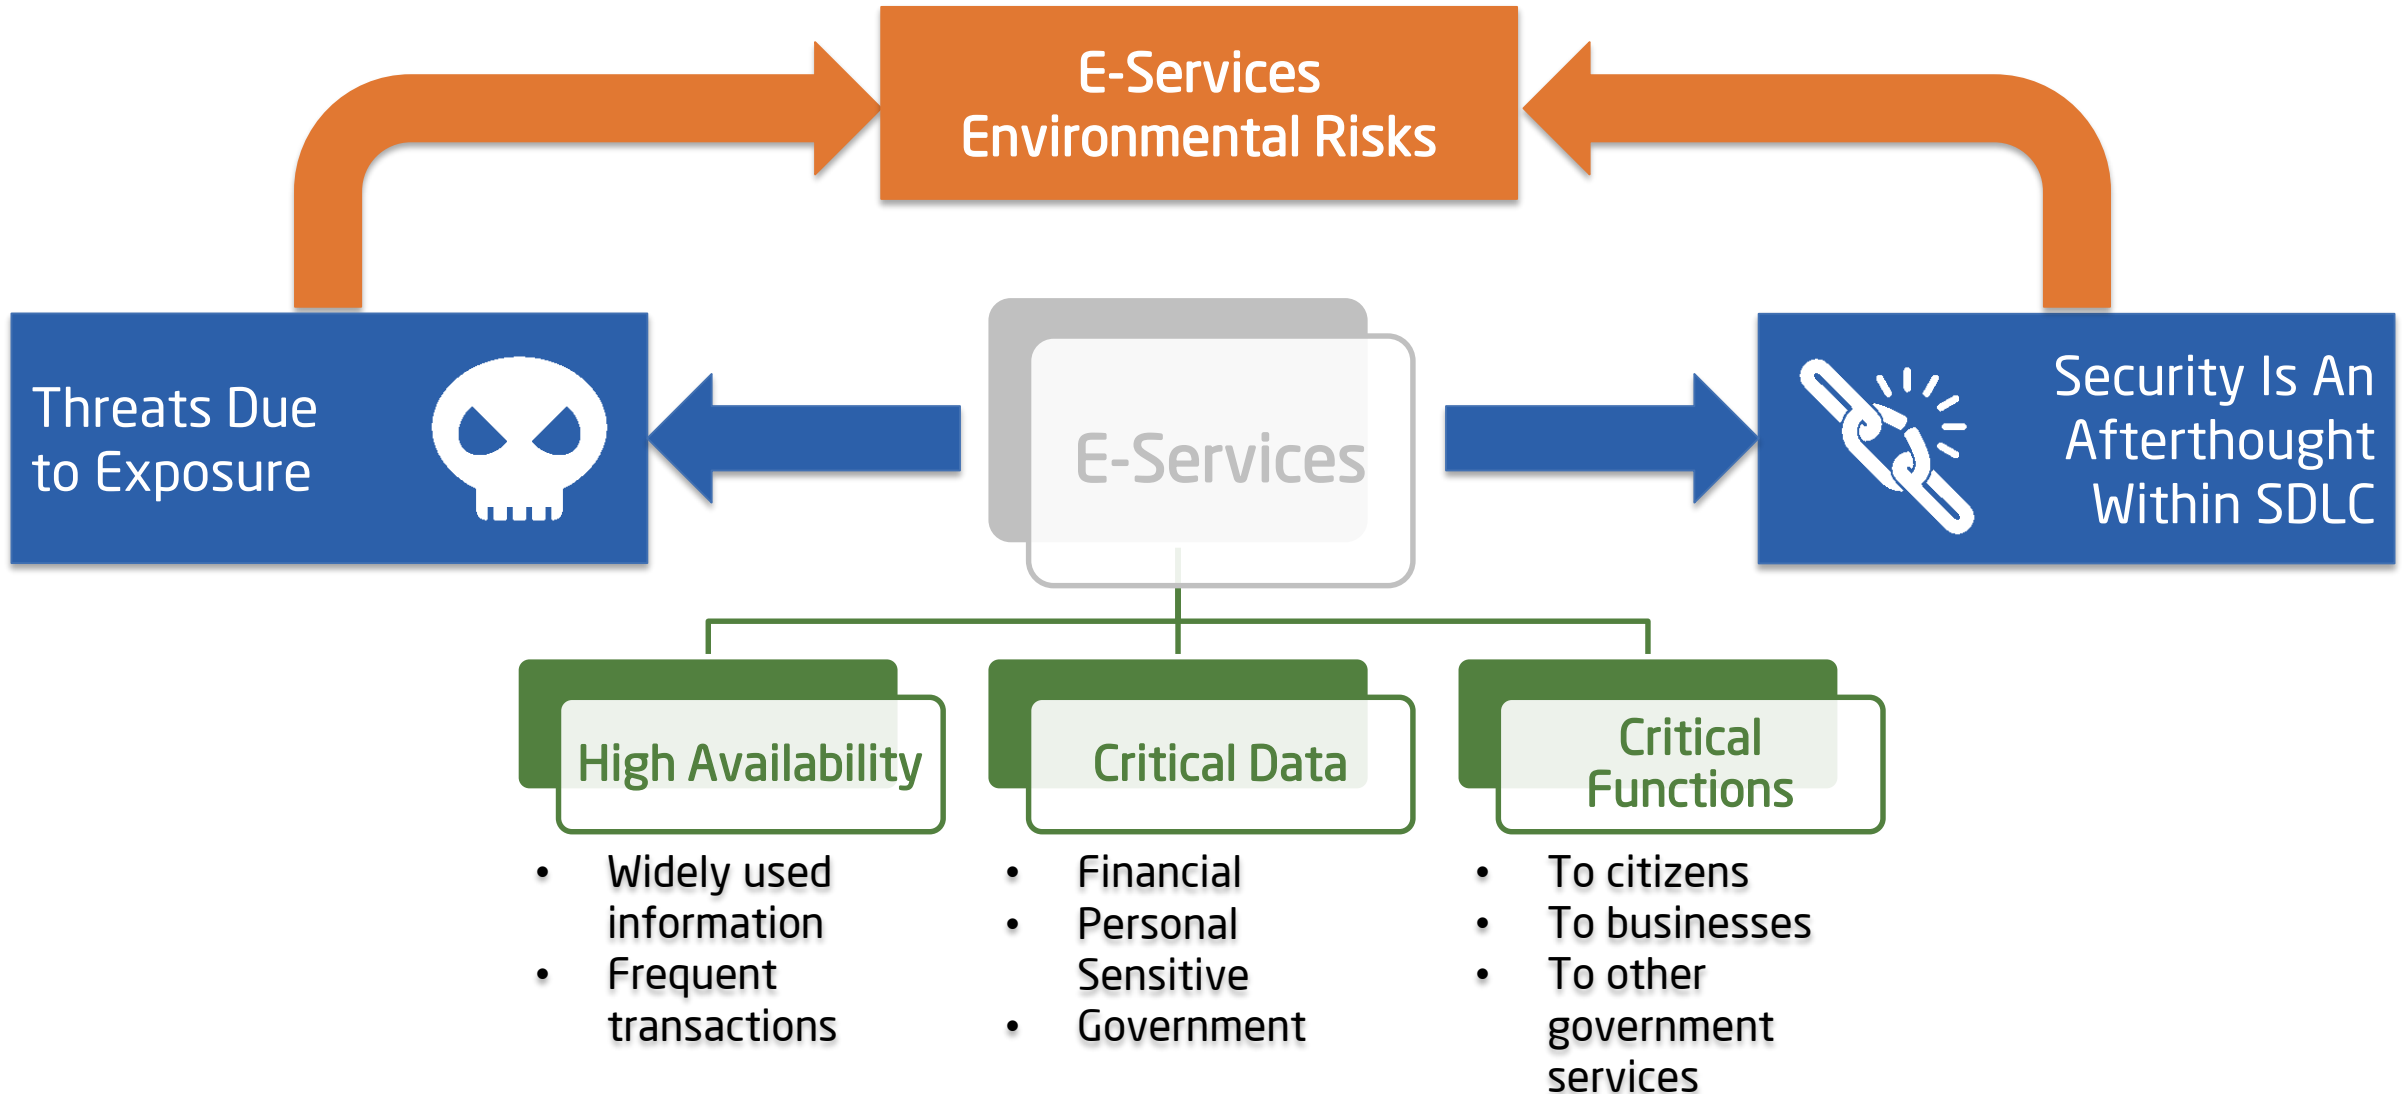 E-Services
Environmental Risks
Threats Due
to Exposure
E-Services
Security Is An
Afterthought
Within SDLC
High Availability
• Widely used
information
• Frequent
transactions
Critical Data
• Financial
• Personal
Sensitive
• Government
Critical
Functions
• To citizens
• To businesses
• To other
government
services